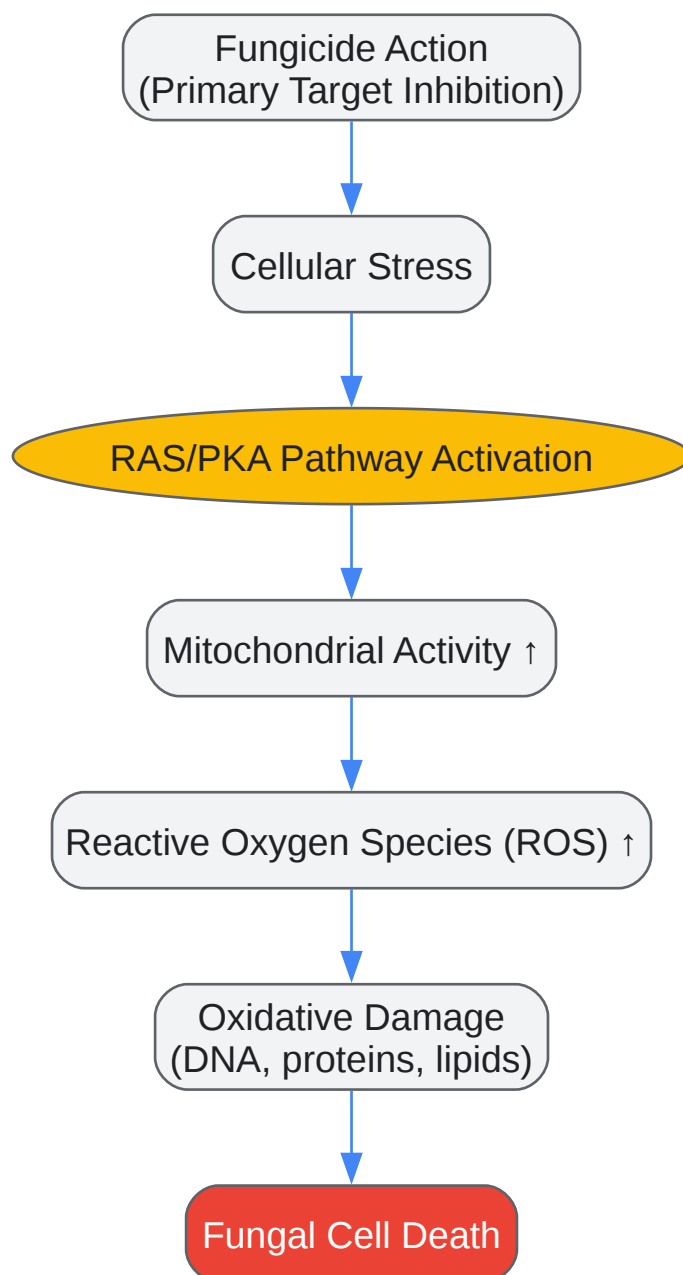 Fungicide Action
(Primary Target Inhibition)
Cellular Stress
RAS/PKA Pathway Activation
Mitochondrial Activity ↑
Reactive Oxygen Species (ROS) ↑
Oxidative Damage
(DNA, proteins, lipids)
Fungal Cell Death